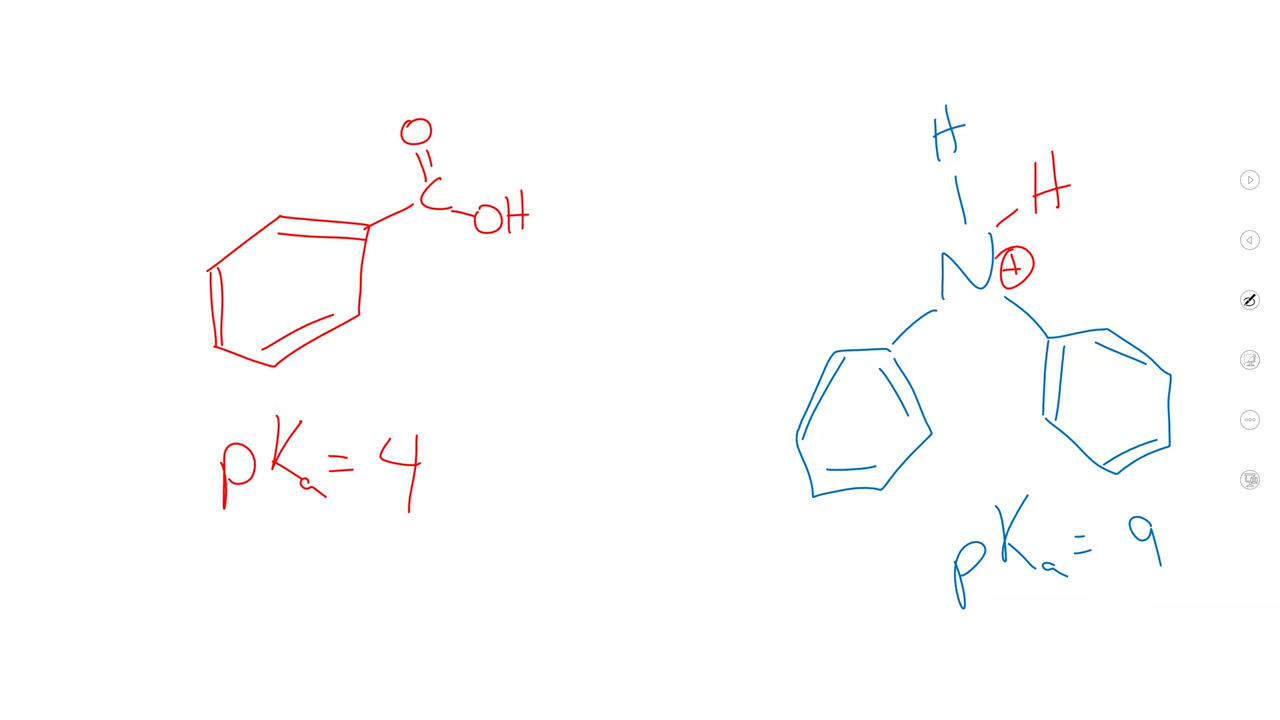 O
C
OH
pKa = 4
H
H
N
+
pKa = 9